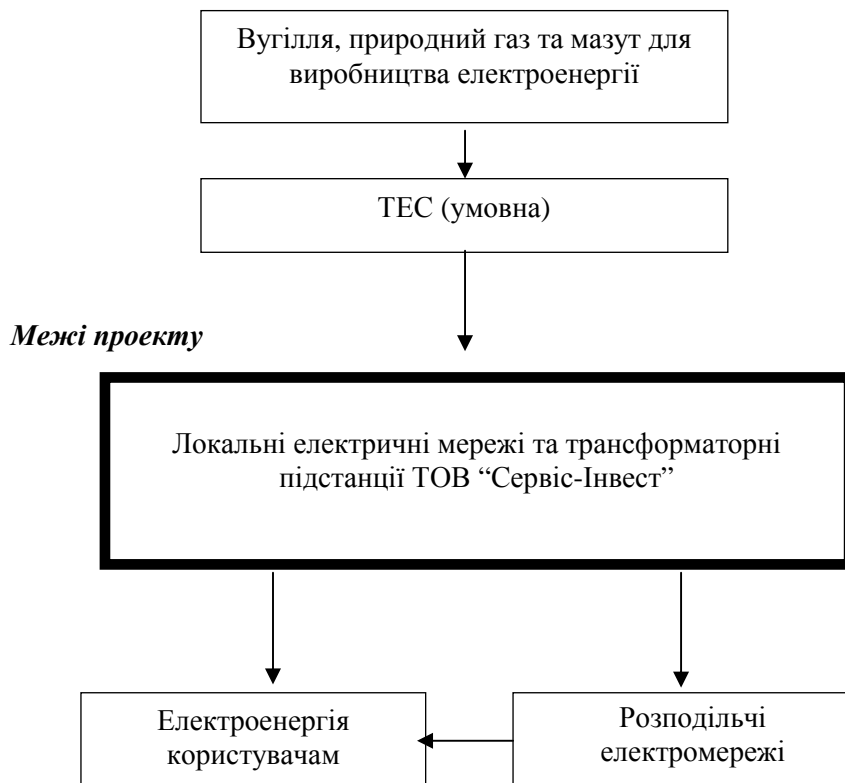 Вугілля, природний газ та мазут для
виробництва електроенергії
ТЕС (умовна)
Межі проекту
Локальні електричні мережі та трансформаторні
підстанції ТОВ “Сервіс-Інвест”
Електроенергія
користувачам
Розподільчі
електромережі